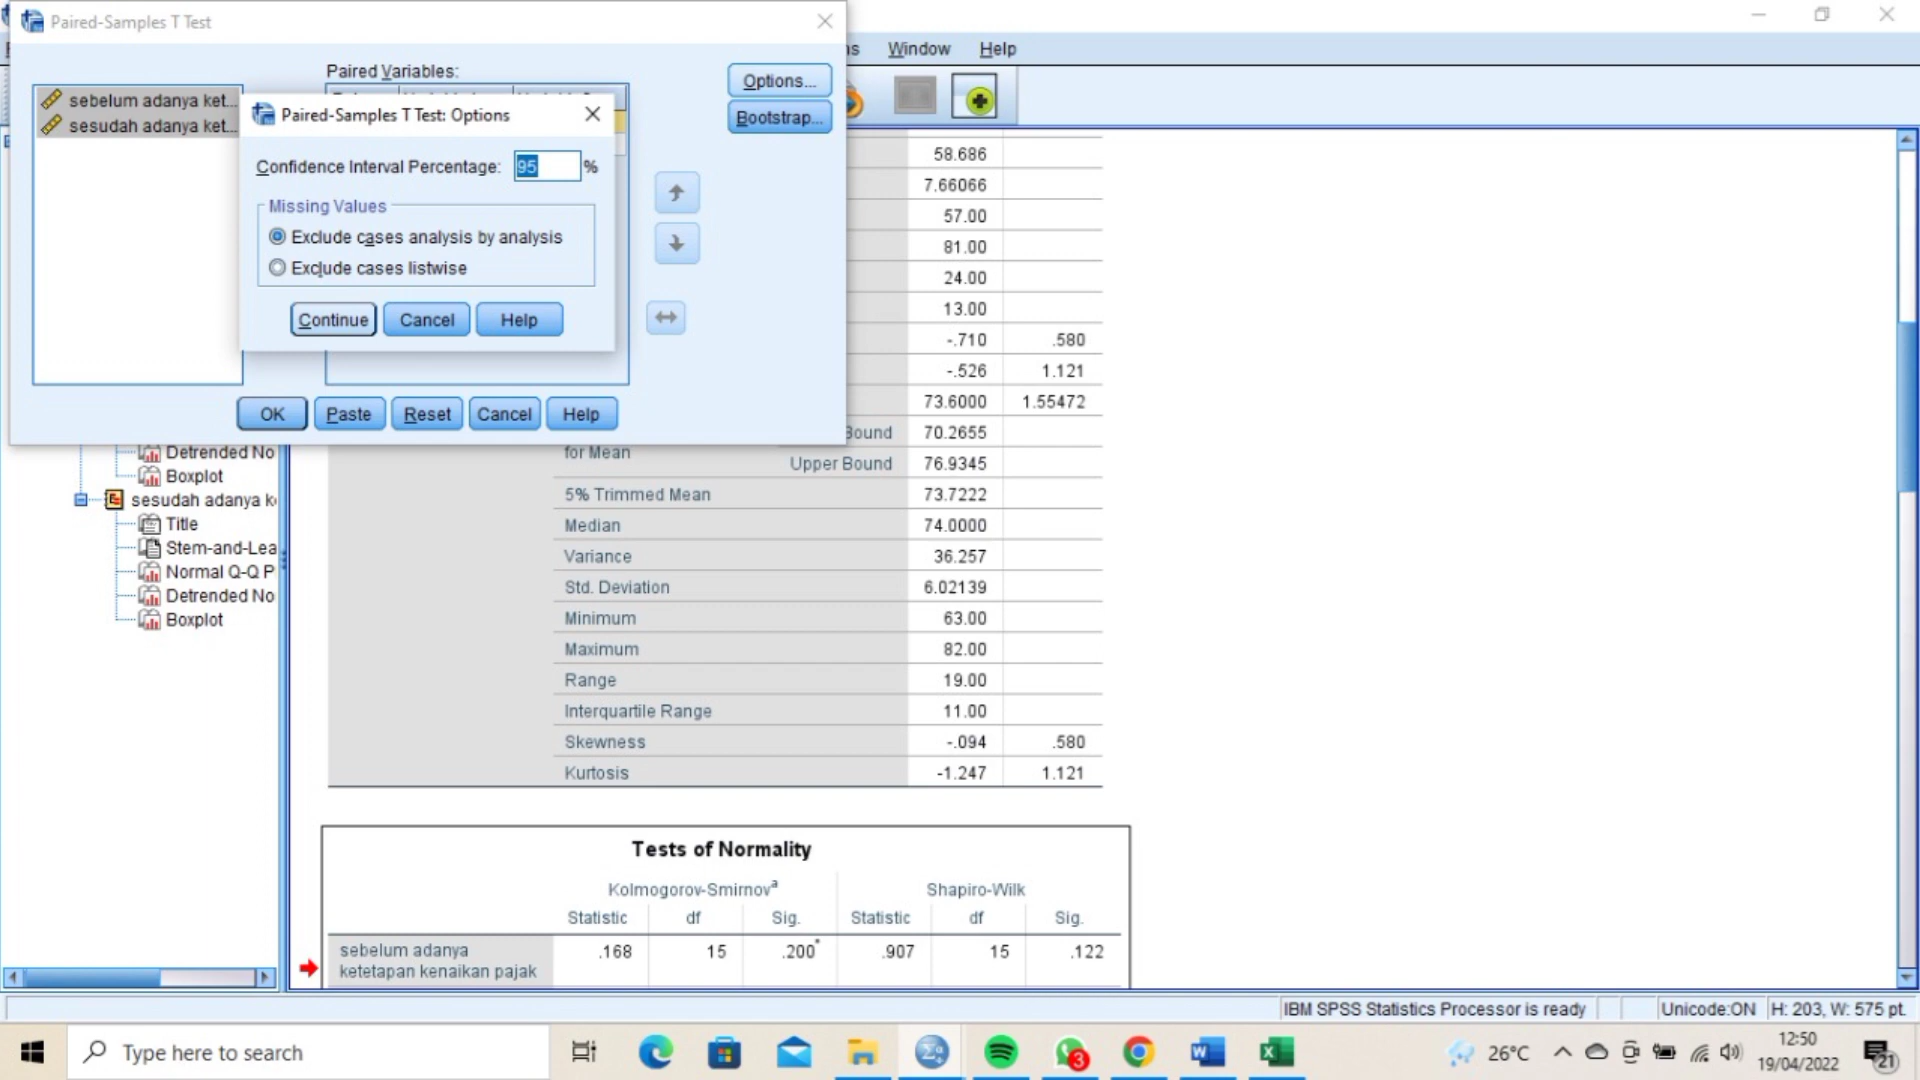 Paired-Samples T Test
Window Help
Paired Variables:
Options...
Bootstrap...
sebelum adanya ket...
sesudah adanya ket...
Paired-Samples T Test: Options
Confidence Interval Percentage: 95 %
Missing Values
Exclude cases analysis by analysis
Exclude cases listwise
Continue Cancel Help
OK Paste Reset Cancel Help
58.686
7.66066
57.00
81.00
24.00
13.00
-.710 .580
-.526 1.121
73.6000 1.55472
Bound 70.2655
for Mean
Upper Bound 76.9345
5% Trimmed Mean 73.7222
Median 74.0000
Variance 36.257
Std. Deviation 6.02139
Minimum 63.00
Maximum 82.00
Range 19.00
Interquartile Range 11.00
Skewness -.094 .580
Kurtosis -1.247 1.121
Detrended No
Boxplot
sesudah adanya k
Title
Stem-and-Lea
Normal Q-Q P
Detrended No
Boxplot
Tests of Normality
Kolmogorov-Smirnov a Shapiro-Wilk
Statistic df Sig. Statistic df Sig.
sebelum adanya
ketetapan kenaikan pajak
.168 15 .200* .907 15 .122
IBM SPSS Statistics Processor is ready Unicode:ON H: 203, W: 575 pt.
Type here to search
3
26°C
12:50
19/04/2022
21